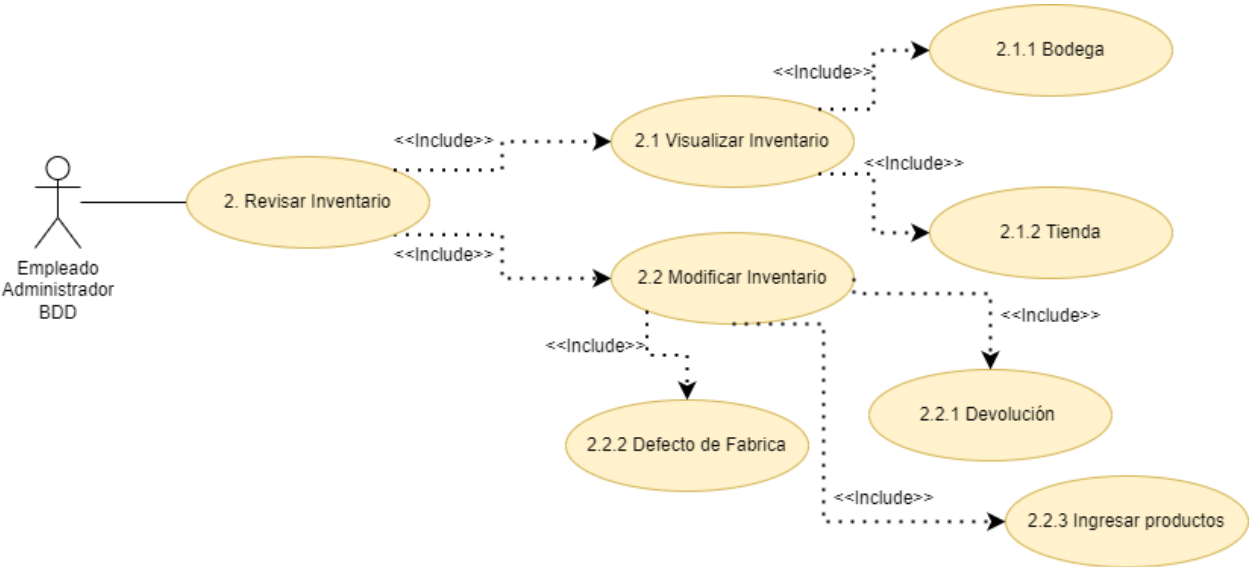 2.1.1 Bodega
<<Include>>
<<Include>>
2.1 Visualizar Inventario
<<Include>>
2. Revisar Inventario
2.1.2 Tienda
<<Include>>
2.2 Modificar Inventario
Empleado
Administrador
BDD
<<Include>>
<<Include>>
2.2.1 Devolución
2.2.2 Defecto de Fabrica
<<Include>>
2.2.3 Ingresar productos